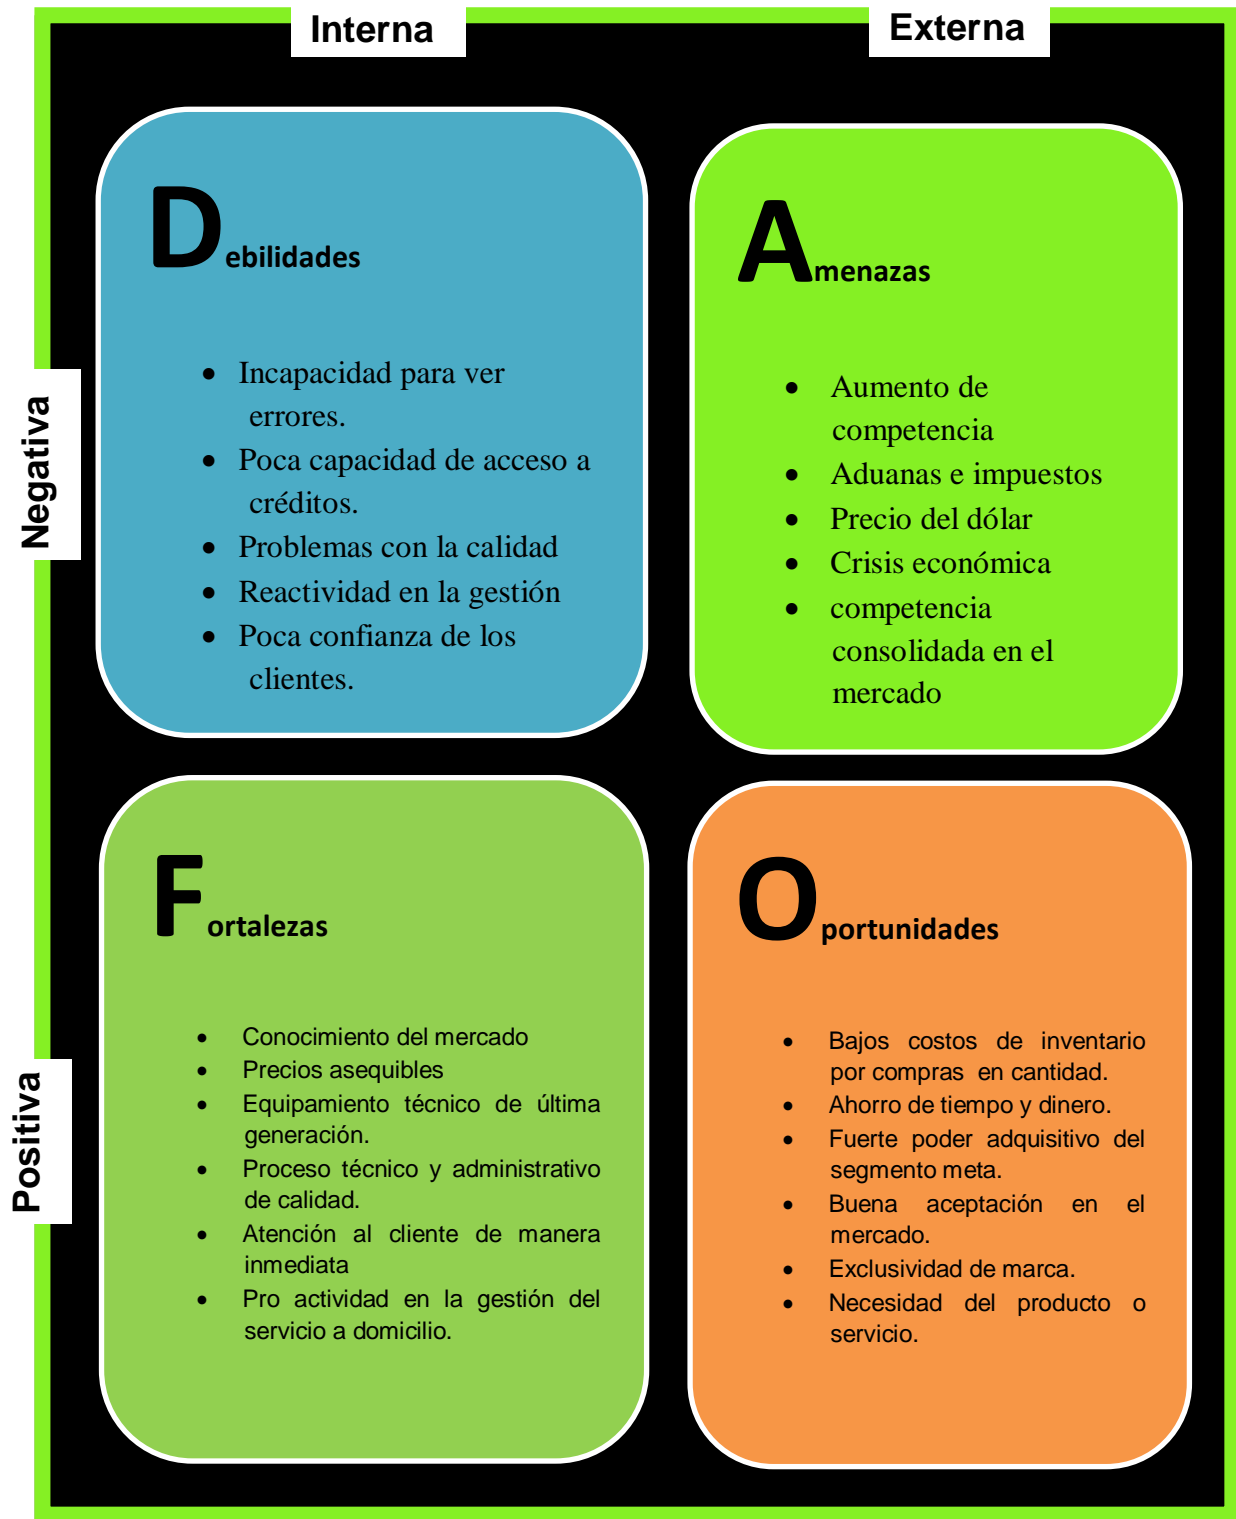 Interna
Externa
Negativa
Debilidades
• Incapacidad para ver
errores.
• Poca capacidad de acceso a
créditos.
• Problemas con la calidad
• Reactividad en la gestión
• Poca confianza de los
clientes.
Amenazas
• Aumento de
competencia
• Aduanas e impuestos
• Precio del dólar
• Crisis económica
• competencia
consolidada en el
mercado
Positiva
Fortalezas
• Conocimiento del mercado
• Precios asequibles
• Equipamiento técnico de última
generación.
• Proceso técnico y administrativo
de calidad.
• Atención al cliente de manera
inmediata
• Pro actividad en la gestión del
servicio a domicilio.
Oportunidades
• Bajos costos de inventario
por compras en cantidad.
• Ahorro de tiempo y dinero.
• Fuerte poder adquisitivo del
segmento meta.
• Buena aceptación en el
mercado.
• Exclusividad de marca.
• Necesidad del producto o
servicio.